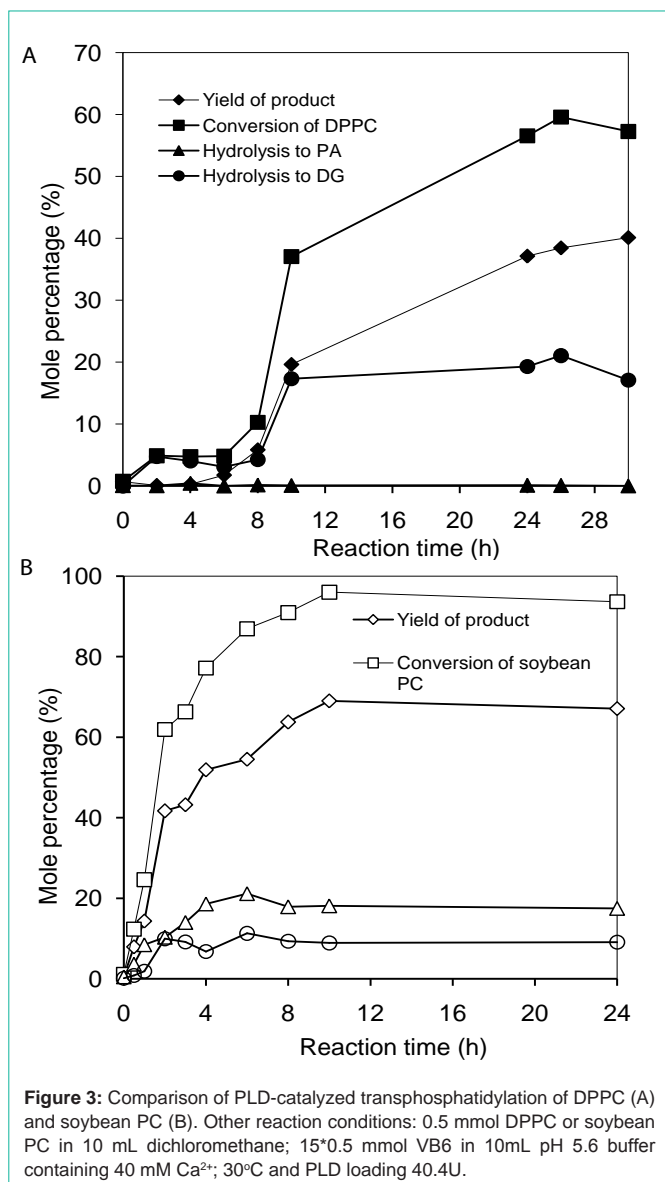 A
70
60
50
40
30
20
10
0
Mole percentage (%)
Yield of product
Conversion of DPPC
Hydrolysis to PA
Hydrolysis to DG
0 4 8 12 16 20 24 28
Reaction time (h)
B
100
80
60
40
20
0
Mole percentage (%)
Yield of product
Conversion of soybean
PC
0 4 8 12 16 20 24
Reaction time (h)
Figure 3: Comparison of PLD-catalyzed transphosphatidylation of DPPC (A)
and soybean PC (B). Other reaction conditions: 0.5 mmol DPPC or soybean
PC in 10 mL dichloromethane; 15*0.5 mmol VB6 in 10mL pH 5.6 buffer
containing 40 mM Ca²⁺; 30ºC and PLD loading 40.4U.